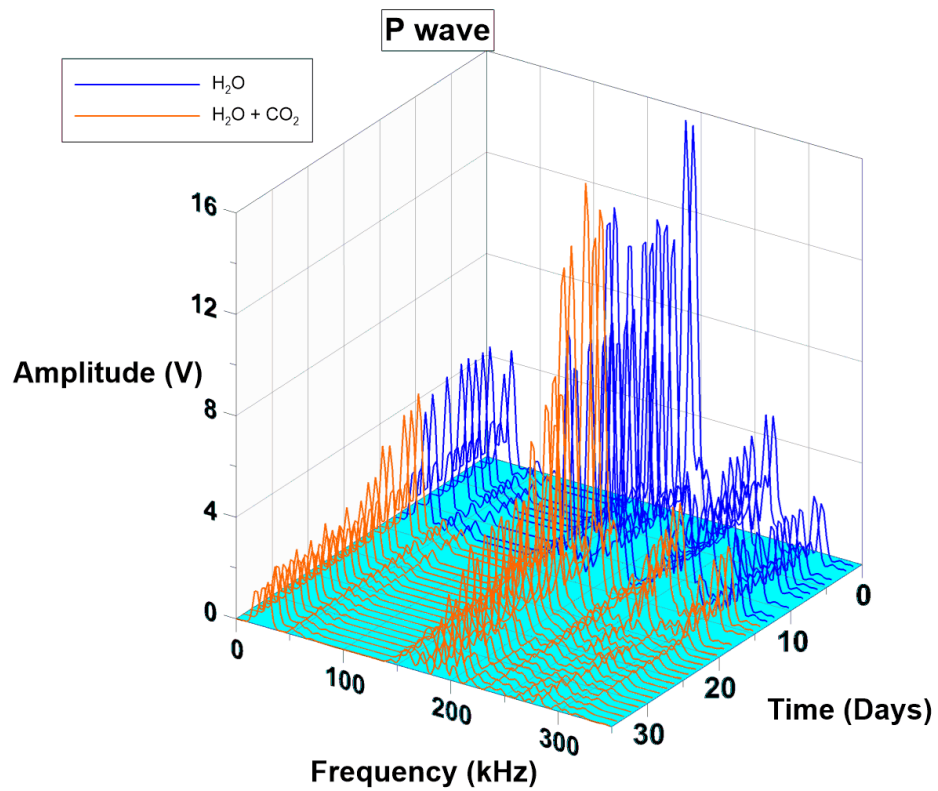 P wave
H₂O
H₂O + CO₂
16
12
Amplitude (V)
8
4
0
0
100
200
300
0
10
20
30
Time (Days)
Frequency (kHz)